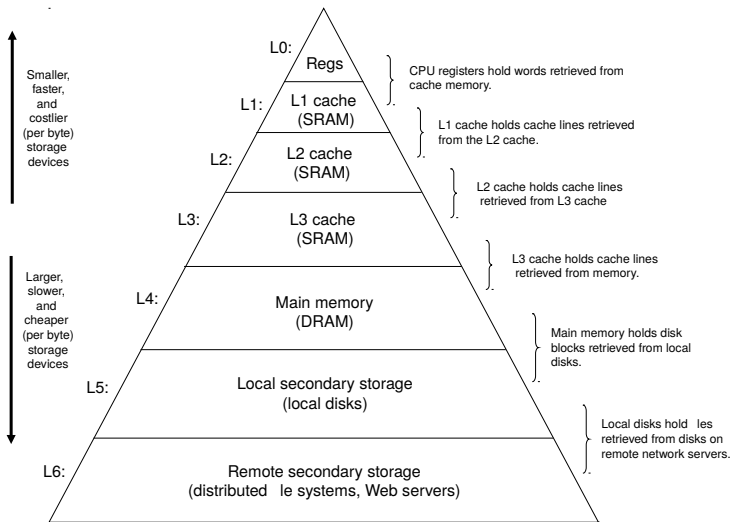 L0:
Regs
CPU registers hold words retrieved from
cache memory.
Smaller,
faster,
and
costlier
(per byte)
storage
devices
L1:
L1 cache
(SRAM)
L1 cache holds cache lines retrieved
from the L2 cache.
L2:
L2 cache
(SRAM)
L2 cache holds cache lines
retrieved from L3 cache
L3:
L3 cache
(SRAM)
L3 cache holds cache lines
retrieved from memory.
Larger,
slower,
and
cheaper
(per byte)
storage
devices
L4:
Main memory
(DRAM)
Main memory holds disk
blocks retrieved from local
disks.
L5:
Local secondary storage
(local disks)
Local disks hold les
retrieved from disks on
remote network servers.
L6:
Remote secondary storage
(distributed le systems, Web servers)